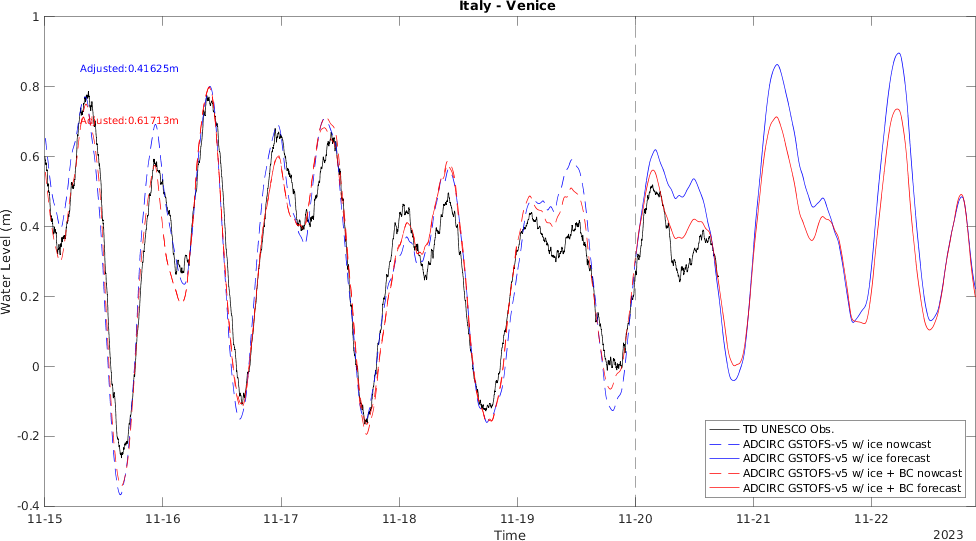 Italy - Venice
Water Level (m)
1
0.8
0.6
0.4
0.2
0
-0.2
-0.4
Adjusted:0.41625m
Adjusted:0.61713m
TD UNESCO Obs.
ADCIRC GSTOFS-v5 w/ ice nowcast
ADCIRC GSTOFS-v5 w/ ice forecast
ADCIRC GSTOFS-v5 w/ ice + BC nowcast
ADCIRC GSTOFS-v5 w/ ice + BC forecast
11-15 11-16 11-17 11-18 11-19 11-20 11-21 11-22
Time
2023